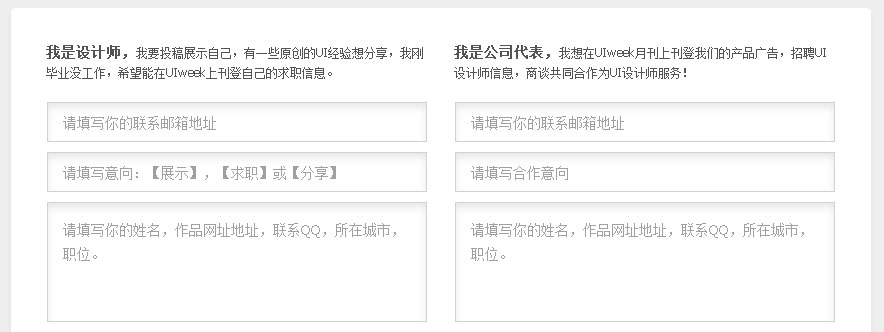 我是设计师，我要投稿展示自己，有一些原创的UI经验想分享，我刚
毕业没工作，希望能在UIweek上刊登自己的求职信息。
请填写你的联系邮箱地址
请填写意向：【展示】，【求职】或【分享】
请填写你的姓名，作品网址地址，联系QQ，所在城市，
职位。
我是公司代表，我想在UIweek月刊上刊登我们的产品广告，招聘UI
设计师信息，商谈共同合作为UI设计师服务！
请填写你的联系邮箱地址
请填写合作意向
请填写你的姓名，作品网址地址，联系QQ，所在城市，
职位。